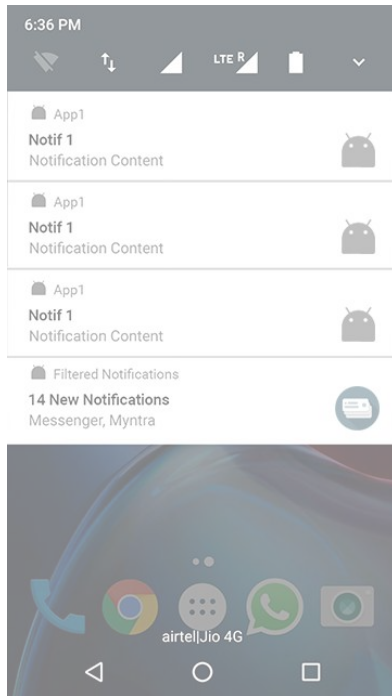 6:36 PM
LTE R
App1
Notif 1
Notification Content
App1
Notif 1
Notification Content
App1
Notif 1
Notification Content
Filtered Notifications
14 New Notifications
Messenger, Myntra
airtel|Jio 4G